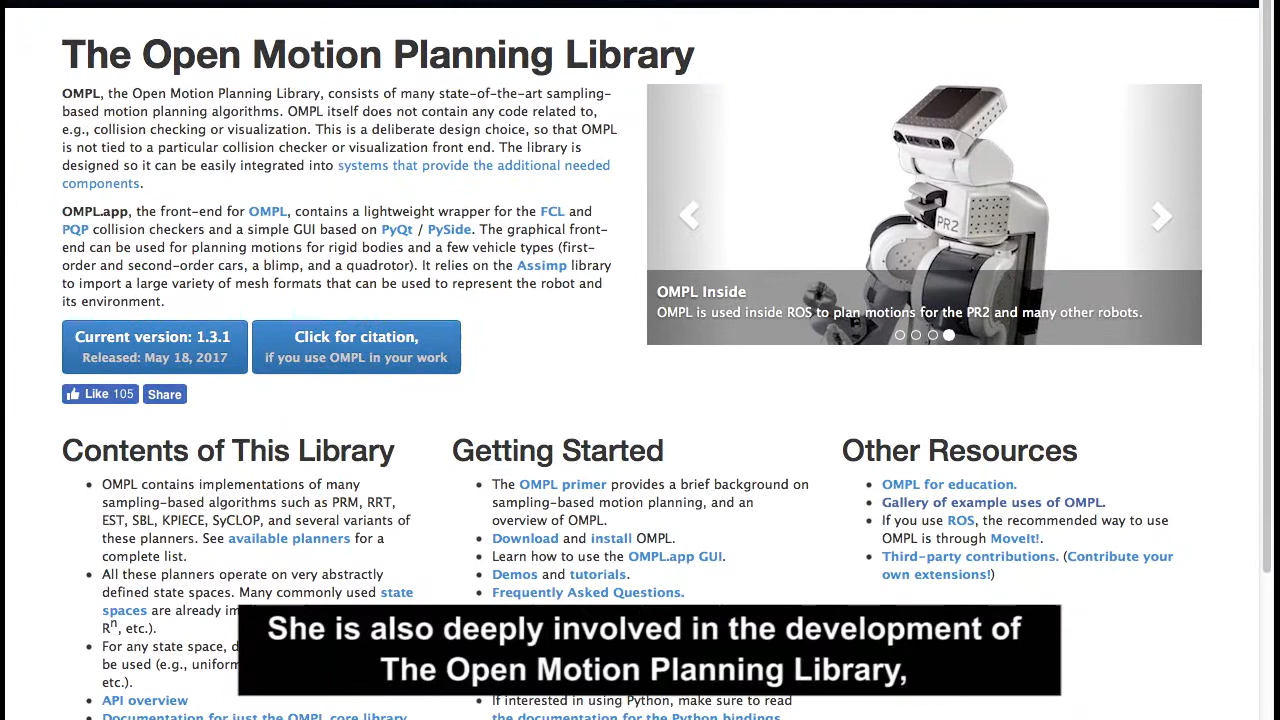 The Open Motion Planning Library
OMPL, the Open Motion Planning Library, consists of many state-of-the-art sampling-
based motion planning algorithms. OMPL itself does not contain any code related to,
e.g., collision checking or visualization. This is a deliberate design choice, so that OMPL
is not tied to a particular collision checker or visualization front end. The library is
designed so it can be easily integrated into systems that provide the additional needed
components.
OMPL.app, the front-end for OMPL, contains a lightweight wrapper for the FCL and
PQP collision checkers and a simple GUI based on PyQt / PySide. The graphical front-
end can be used for planning motions for rigid bodies and a few vehicle types (first-
order and second-order cars, a blimp, and a quadrotor). It relies on the Assimp library
to import a large variety of mesh formats that can be used to represent the robot and
its environment.
Current version: 1.3.1
Released: May 18, 2017
Click for citation,
if you use OMPL in your work
Like 105
Share
PR2
OMPL Inside
OMPL is used inside ROS to plan motions for the PR2 and many other robots.
Contents of This Library
OMPL contains implementations of many
sampling-based algorithms such as PRM, RRT,
EST, SBL, KPIECE, SyCLOP, and several variants of
these planners. See available planners for a
complete list.
All these planners operate on very abstractly
defined state spaces. Many commonly used state
spaces are already
Rⁿ, etc.).
For any state space,
be used (e.g.,
etc.).
API overview
Documentation for just the OMPL core library
Getting Started
The OMPL primer provides a brief background on
sampling-based motion planning, and an
overview of OMPL.
Download and install OMPL.
Learn how to use the OMPL.app GUI.
Demos and tutorials.
Frequently Asked Questions.
If interested in using Python, make sure to read
the documentation for the Python bindings
Other Resources
OMPL for education.
Gallery of example uses of OMPL.
If you use ROS, the recommended way to use
OMPL is through MoveIt!.
Third-party contributions. (Contribute your
own extensions!)
She is also deeply involved in the development of
The Open Motion Planning Library,